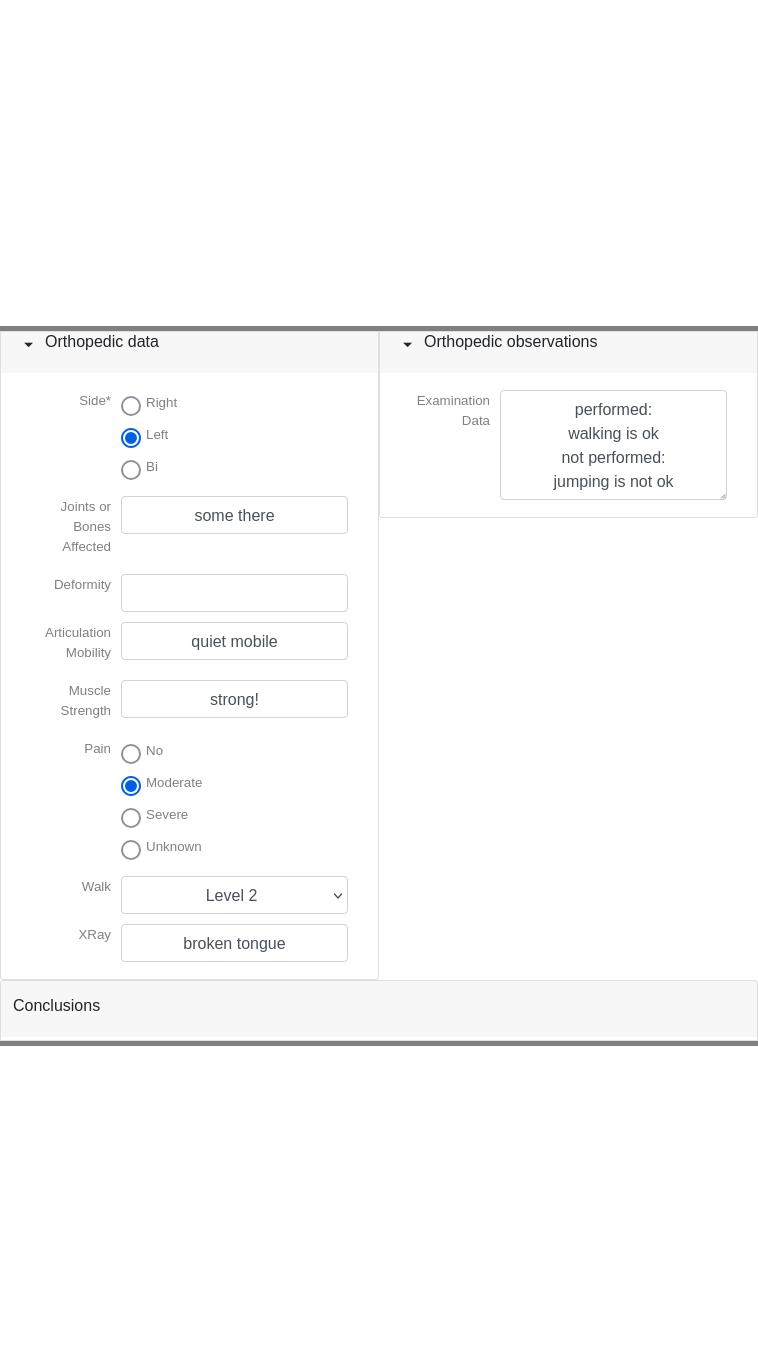 Orthopedic data
Side*
Right
Left
Bi
Joints or
Bones
Affected
some there
Deformity
Articulation
Mobility
quiet mobile
Muscle
Strength
strong!
Pain
No
Moderate
Severe
Unknown
Walk
Level 2
XRay
broken tongue
Orthopedic observations
Examination
Data
performed:
walking is ok
not performed:
jumping is not ok
Conclusions